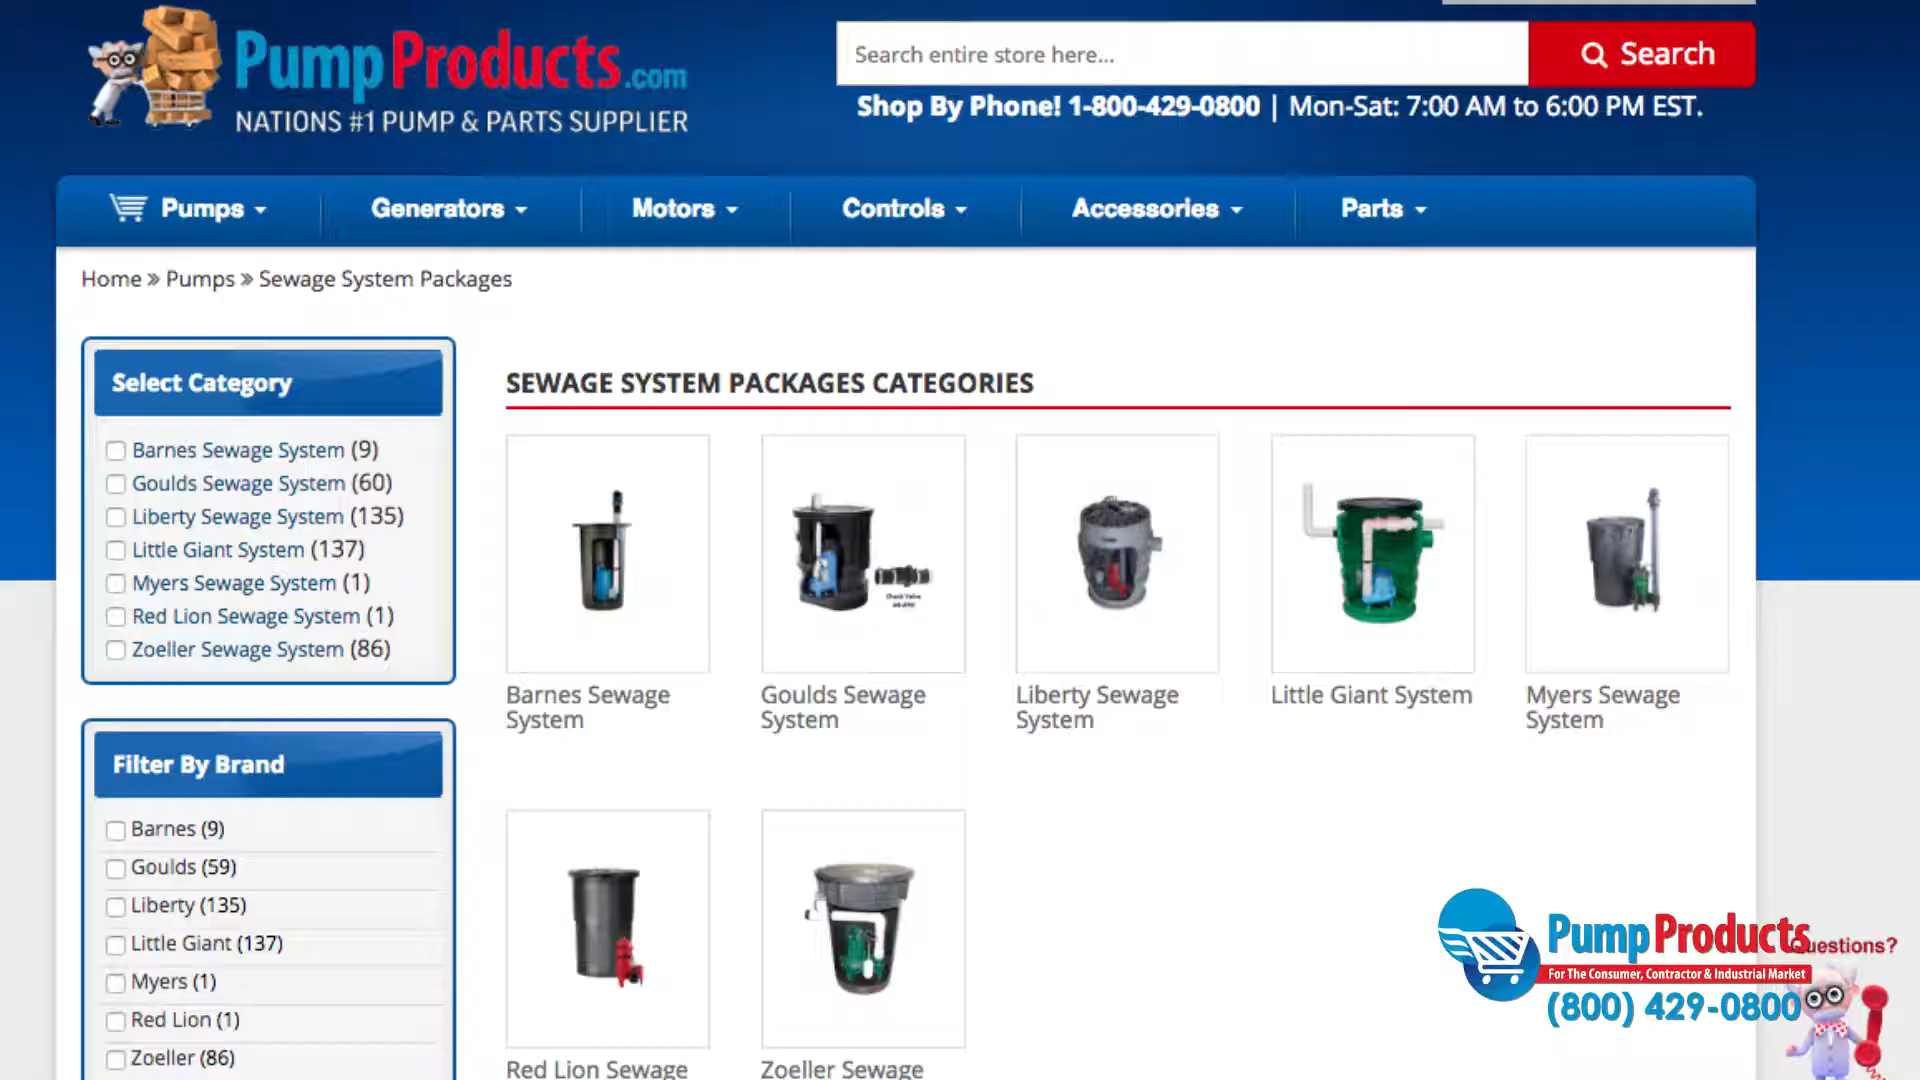 PumpProducts.com
NATIONS #1 PUMP & PARTS SUPPLIER
Search entire store here...
Search
Shop By Phone! 1-800-429-0800 | Mon-Sat: 7:00 AM to 6:00 PM EST.
Pumps
Generators
Motors
Controls
Accessories
Parts
Home » Pumps » Sewage System Packages
Select Category
Barnes Sewage System (9)
Goulds Sewage System (60)
Liberty Sewage System (135)
Little Giant System (137)
Myers Sewage System (1)
Red Lion Sewage System (1)
Zoeller Sewage System (86)
Filter By Brand
Barnes (9)
Goulds (59)
Liberty (135)
Little Giant (137)
Myers (1)
Red Lion (1)
Zoeller (86)
SEWAGE SYSTEM PACKAGES CATEGORIES
Check Valve
Barnes Sewage
System
Goulds Sewage
System
Liberty Sewage
System
Little Giant System
Myers Sewage
System
Red Lion Sewage
Zoeller Sewage
PumpProducts
For The Consumer, Contractor & Industrial Market
(800) 429-0800
Questions?